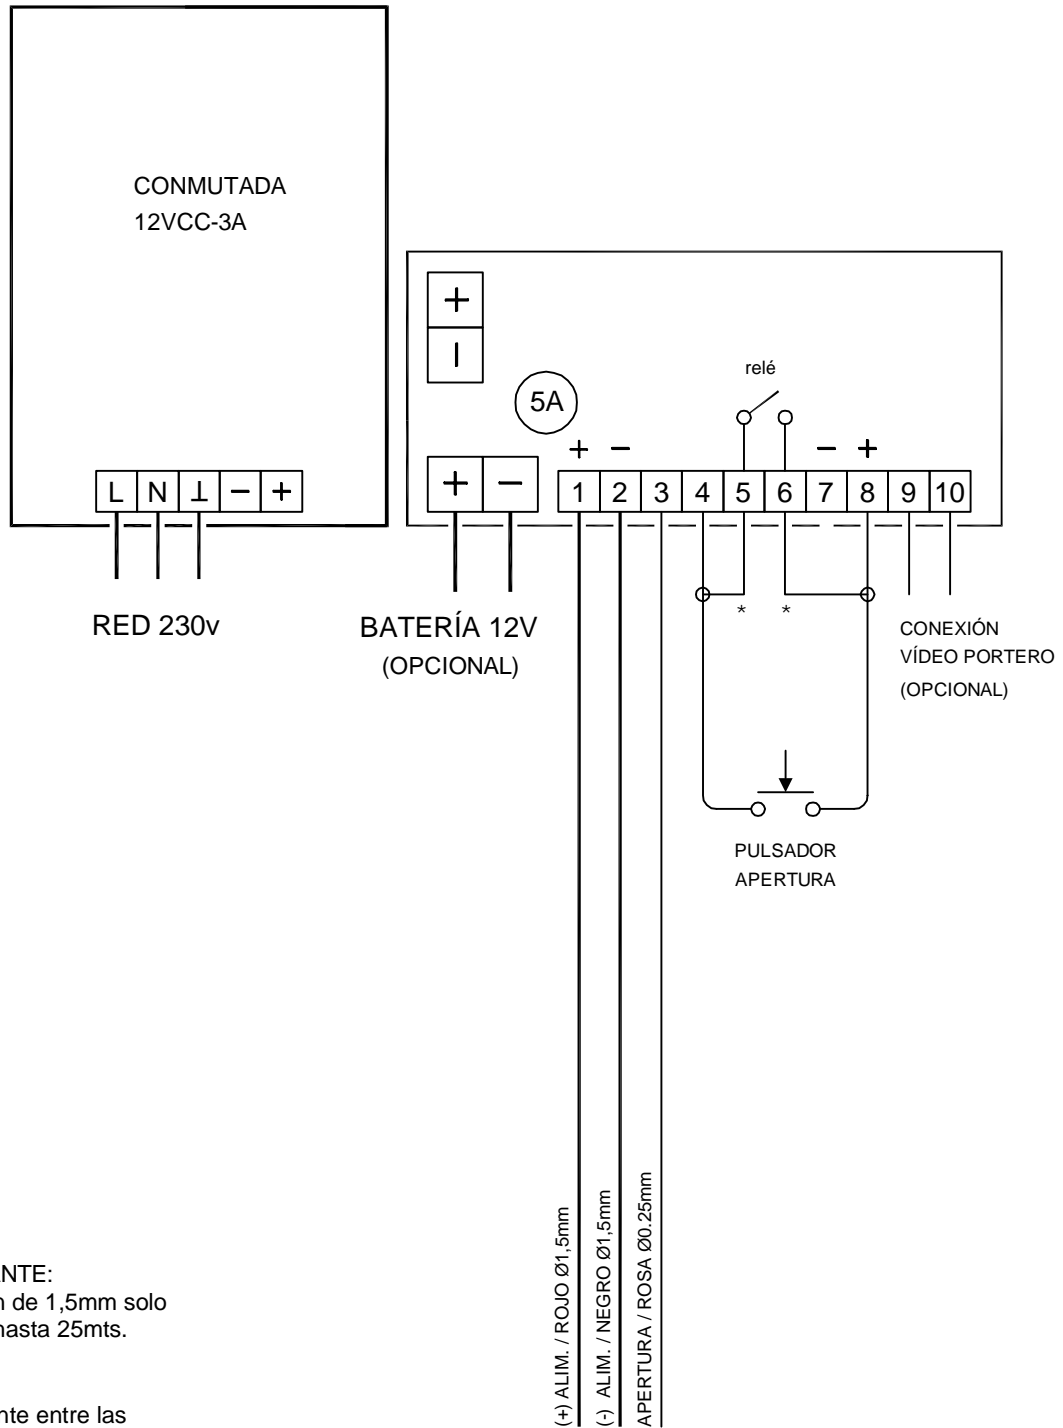 CONMUTADA
12VCC-3A
L N ⊥ − +
RED 230v
+
−
5A
relé
+ −
− +
+ −
1 2 3 4 5 6 7 8 9 10
* *
BATERÍA 12V
(OPCIONAL)
CONEXIÓN
VÍDEO PORTERO
(OPCIONAL)
PULSADOR
APERTURA
(+) ALIM. / ROJO Ø1,5mm
(-) ALIM. / NEGRO Ø1,5mm
APERTURA / ROSA Ø0.25mm
ANTE:
de 1,5mm solo
hasta 25mts.
nte entre las